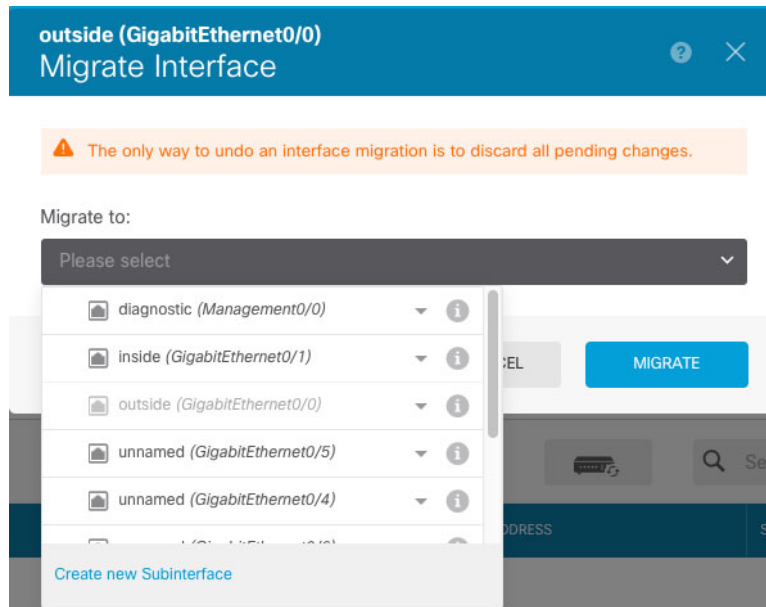 outside (GigabitEthernet0/0)
Migrate Interface
The only way to undo an interface migration is to discard all pending changes.
Migrate to:
Please select
diagnostic (Management0/0)
inside (GigabitEthernet0/1)
outside (GigabitEthernet0/0)
unnamed (GigabitEthernet0/5)
unnamed (GigabitEthernet0/4)
Create new Subinterface
CEL
MIGRATE
Se
DDRESS
S